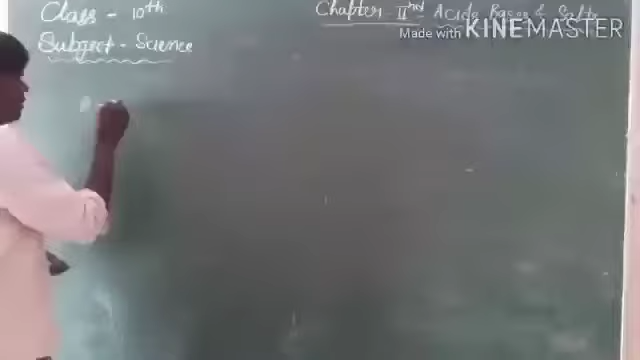 Class - 10th
Chapter - IInd - Acids Bases & Salts
Made with KINEMASTER
Subject - Science